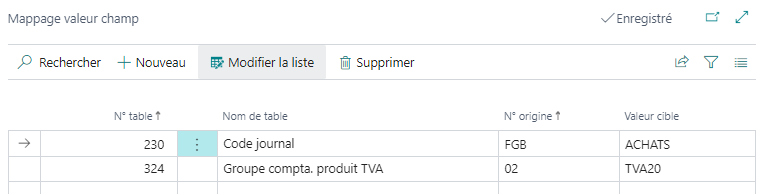 Mappage valeur champ
Enregistré
Rechercher Nouveau Modifier la liste Supprimer
N° table↑ Nom de table N° origine↑ Valeur cible
→ 230 ⋮ Code journal FGB ACHATS
324 Groupe compta. produit TVA 02 TVA20